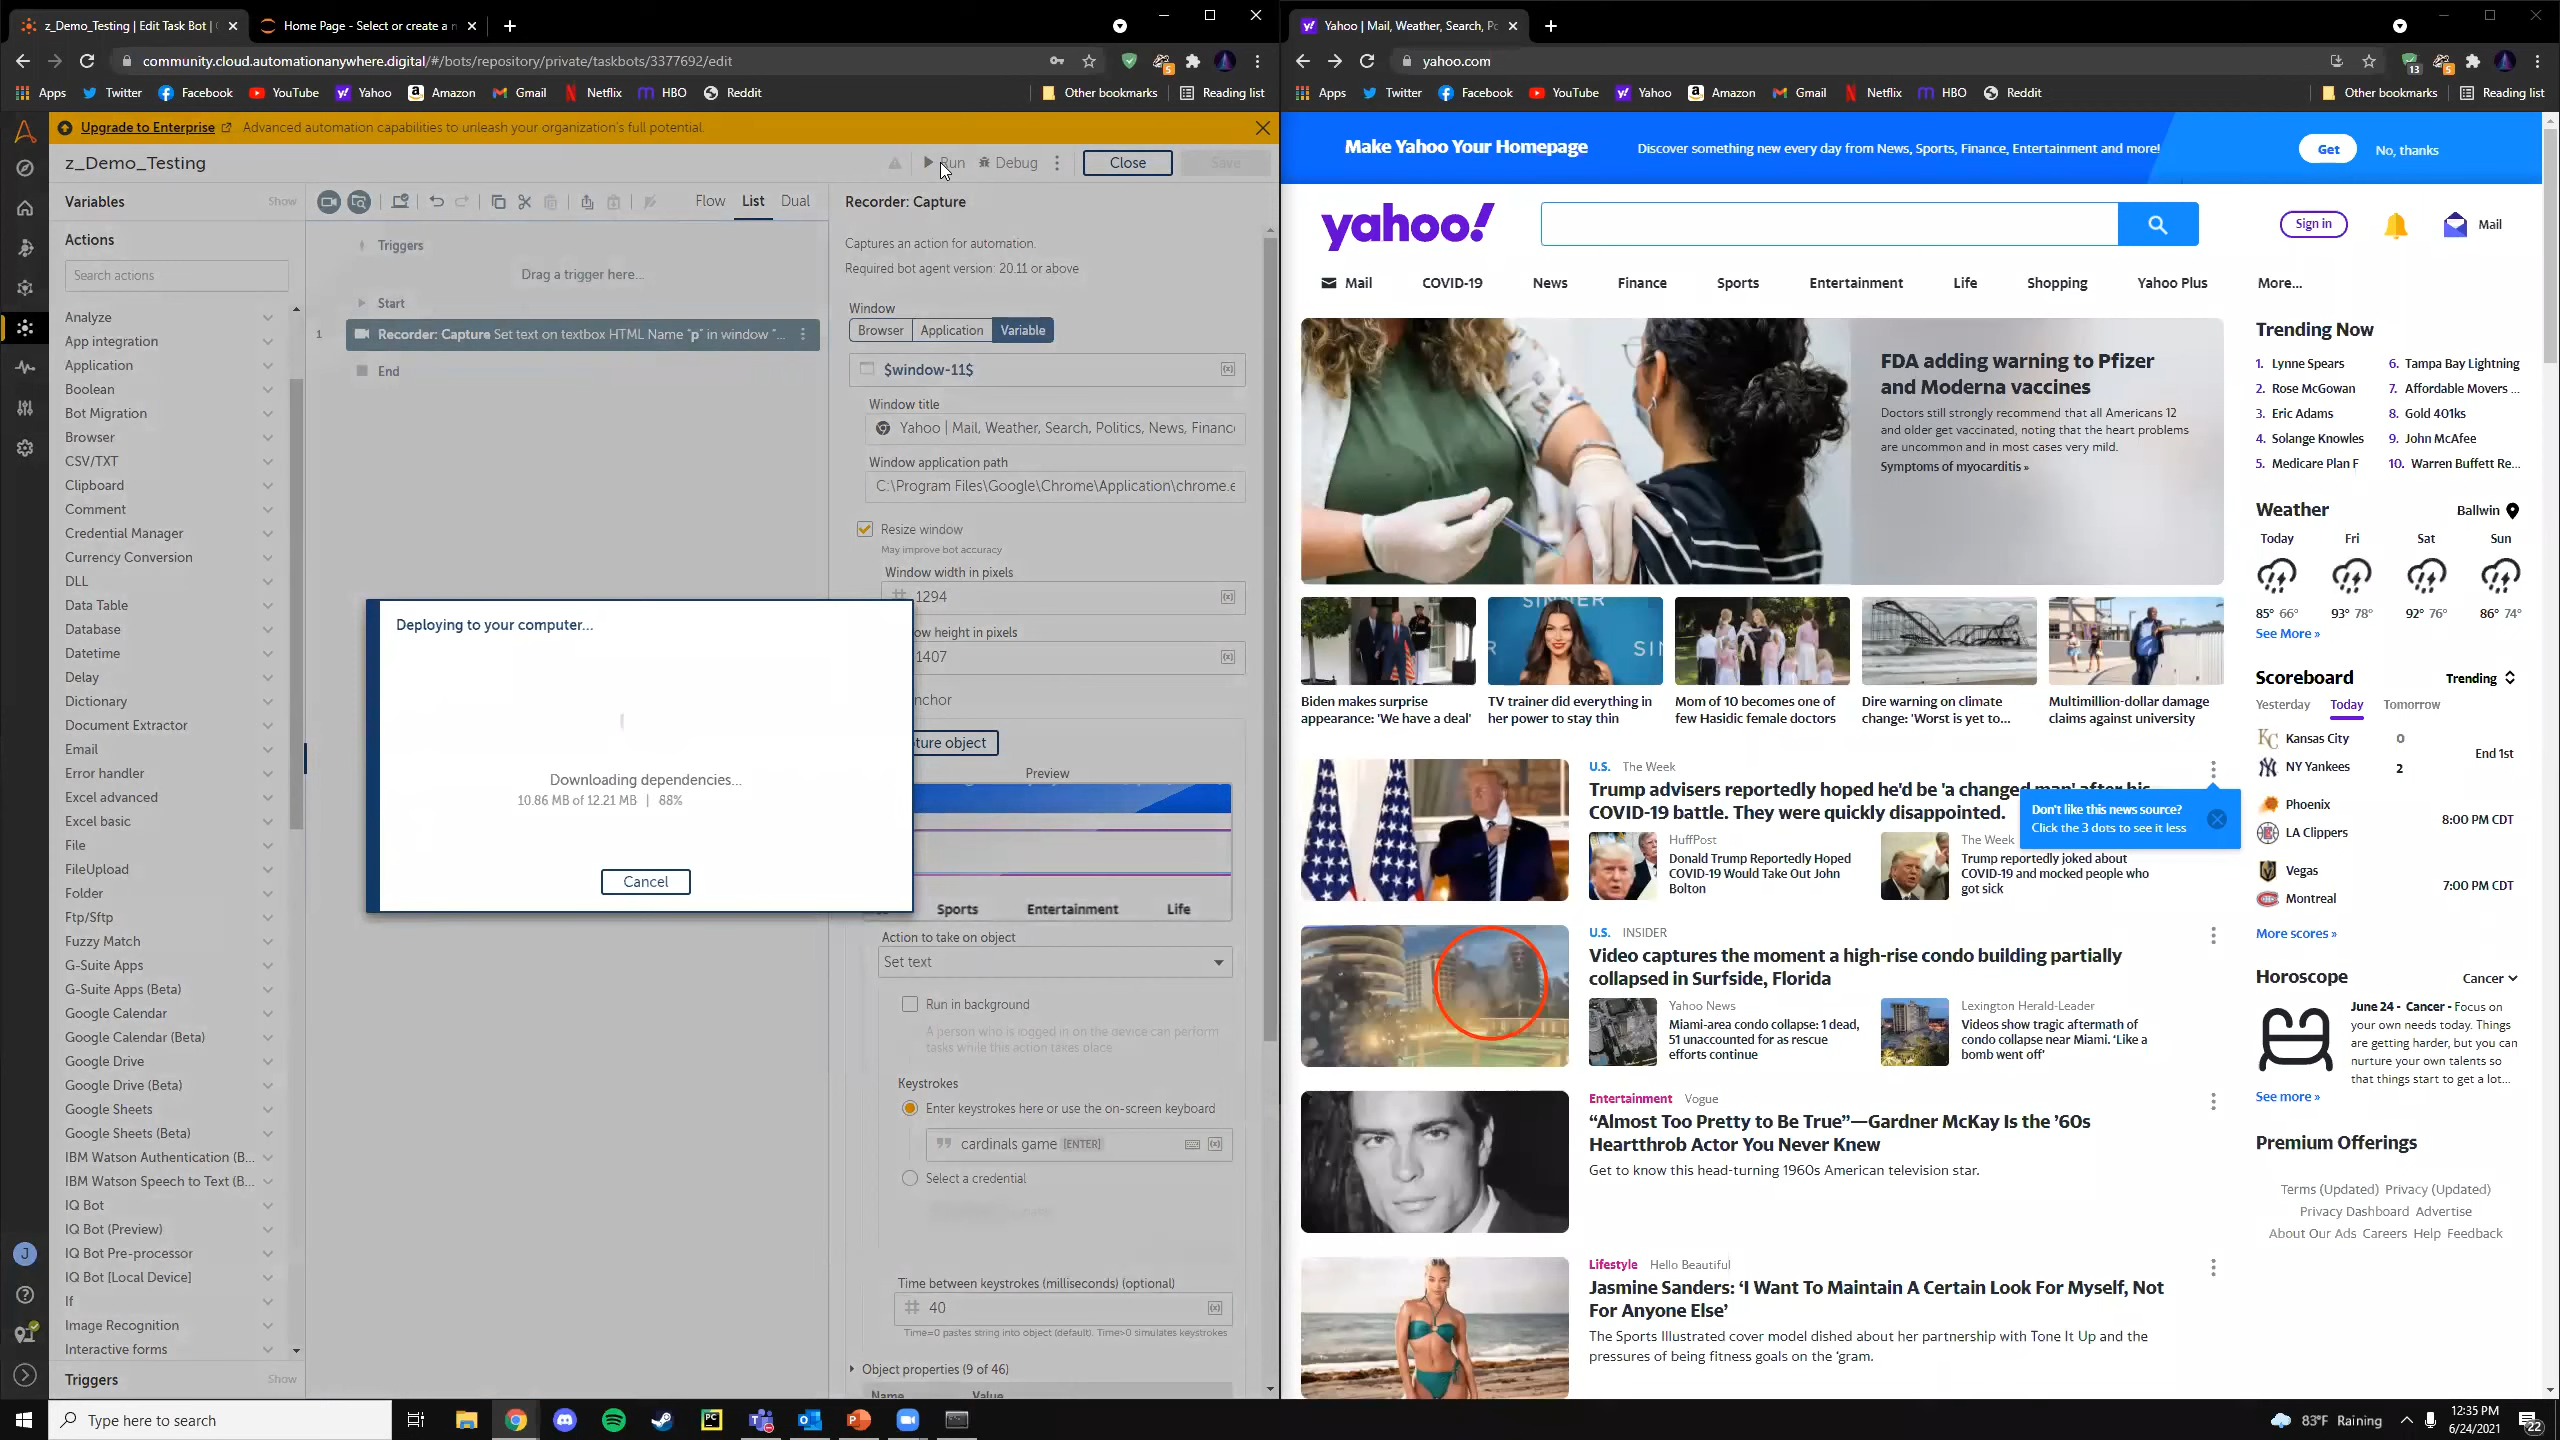 z_Demo_Testing | Edit Task Bot |
Home Page - Select or create a n
community.cloud.automationanywhere.digital/#/bots/repository/private/taskbots/3377692/edit
Apps
Twitter
Facebook
YouTube
Yahoo
Amazon
Gmail
Netflix
HBO
Reddit
Other bookmarks
Reading list
Upgrade to Enterprise
Advanced automation capabilities to unleash your organization's full potential.
z_Demo_Testing
Run
Debug
Close
Save
Variables
Show
Flow
List
Dual
Actions
Search actions
Analyze
App integration
Application
Boolean
Bot Migration
Browser
CSV/TXT
Clipboard
Comment
Credential Manager
Currency Conversion
DLL
Data Table
Database
Datetime
Delay
Dictionary
Document Extractor
Email
Error handler
Excel advanced
Excel basic
File
FileUpload
Folder
Ftp/Sftp
Fuzzy Match
G-Suite Apps
G-Suite Apps (Beta)
Google Calendar
Google Calendar (Beta)
Google Drive
Google Drive (Beta)
Google Sheets
Google Sheets (Beta)
IBM Watson Authentication (B...
IBM Watson Speech to Text (B...
IQ Bot
IQ Bot (Preview)
IQ Bot Pre-processor
IQ Bot [Local Device]
If
Image Recognition
Interactive forms
Triggers
Show
J
Triggers
Drag a trigger here...
Start
1
Recorder: Capture Set text on textbox HTML Name "p" in window "...
End
Recorder: Capture
Captures an action for automation.
Required bot agent version: 20.11 or above
Window
Browser
Application
Variable
$window-11$
Window title
Yahoo | Mail, Weather, Search, Politics, News, Financ
Window application path
C:\Program Files\Google\Chrome\Application\chrome.e
Resize window
May improve bot accuracy
Window width in pixels
1294
ow height in pixels
1407
nchor
ture object
Preview
Sports
Entertainment
Life
Action to take on object
Set text
Run in background
A person who is logged in on the device can perform
tasks while this action takes place
Keystrokes
Enter keystrokes here or use the on-screen keyboard
cardinals game [ENTER]
Select a credential
Time between keystrokes (milliseconds) (optional)
40
Time=0 pastes string into object (default). Time>0 simulates keystrokes
Object properties (9 of 46)
Name
Value
Deploying to your computer...
Downloading dependencies...
10.86 MB of 12.21 MB | 88%
Cancel
Yahoo | Mail, Weather, Search, Po
yahoo.com
13
5
5
Apps
Twitter
Facebook
YouTube
Yahoo
Amazon
Gmail
Netflix
HBO
Reddit
Other bookmarks
Reading list
Make Yahoo Your Homepage
Discover something new every day from News, Sports, Finance, Entertainment and more!
Get
No, thanks
yahoo!
Sign in
Mail
Mail
COVID-19
News
Finance
Sports
Entertainment
Life
Shopping
Yahoo Plus
More...
FDA adding warning to Pfizer
and Moderna vaccines
Doctors still strongly recommend that all Americans 12
and older get vaccinated, noting that the heart problems
are uncommon and in most cases very mild.
Symptoms of myocarditis »
Biden makes surprise
appearance: 'We have a deal'
TV trainer did everything in
her power to stay thin
Mom of 10 becomes one of
few Hasidic female doctors
Dire warning on climate
change: 'Worst is yet to...
Multimillion-dollar damage
claims against university
U.S. The Week
Trump advisers reportedly hoped he'd be 'a changed man' after his
COVID-19 battle. They were quickly disappointed.
Don't like this news source?
Click the 3 dots to see it less
HuffPost
Donald Trump Reportedly Hoped
COVID-19 Would Take Out John
Bolton
The Week
Trump reportedly joked about
COVID-19 and mocked people who
got sick
U.S. INSIDER
Video captures the moment a high-rise condo building partially
collapsed in Surfside, Florida
Yahoo News
Miami-area condo collapse: 1 dead,
51 unaccounted for as rescue
efforts continue
Lexington Herald-Leader
Videos show tragic aftermath of
condo collapse near Miami. 'Like a
bomb went off'
Entertainment Vogue
“Almost Too Pretty to Be True”—Gardner McKay Is the ’60s
Heartthrob Actor You Never Knew
Get to know this head-turning 1960s American television star.
Lifestyle Hello Beautiful
Jasmine Sanders: ‘I Want To Maintain A Certain Look For Myself, Not
For Anyone Else’
The Sports Illustrated cover model dished about her partnership with Tone It Up and the
pressures of being fitness goals on the ‘gram.
Trending Now
1. Lynne Spears
2. Rose McGowan
3. Eric Adams
4. Solange Knowles
5. Medicare Plan F
6. Tampa Bay Lightning
7. Affordable Movers ...
8. Gold 401ks
9. John McAfee
10. Warren Buffett Re...
Weather
Ballwin
Today
Fri
Sat
Sun
85° 66°
93° 78°
92° 76°
86° 74°
See More »
Scoreboard
Trending
Yesterday
Today
Tomorrow
Kansas City 0
NY Yankees 2
End 1st
Phoenix
LA Clippers
8:00 PM CDT
Vegas
Montreal
7:00 PM CDT
More scores »
Horoscope
Cancer
June 24 - Cancer - Focus on
your own needs today. Things
are getting harder, but you can
nurture your own talents so
that things start to get a lot...
See more »
Premium Offerings
Terms (Updated) Privacy (Updated)
Privacy Dashboard Advertise
About Our Ads Careers Help Feedback
Type here to search
83°F Raining
12:35 PM
6/24/2021
22